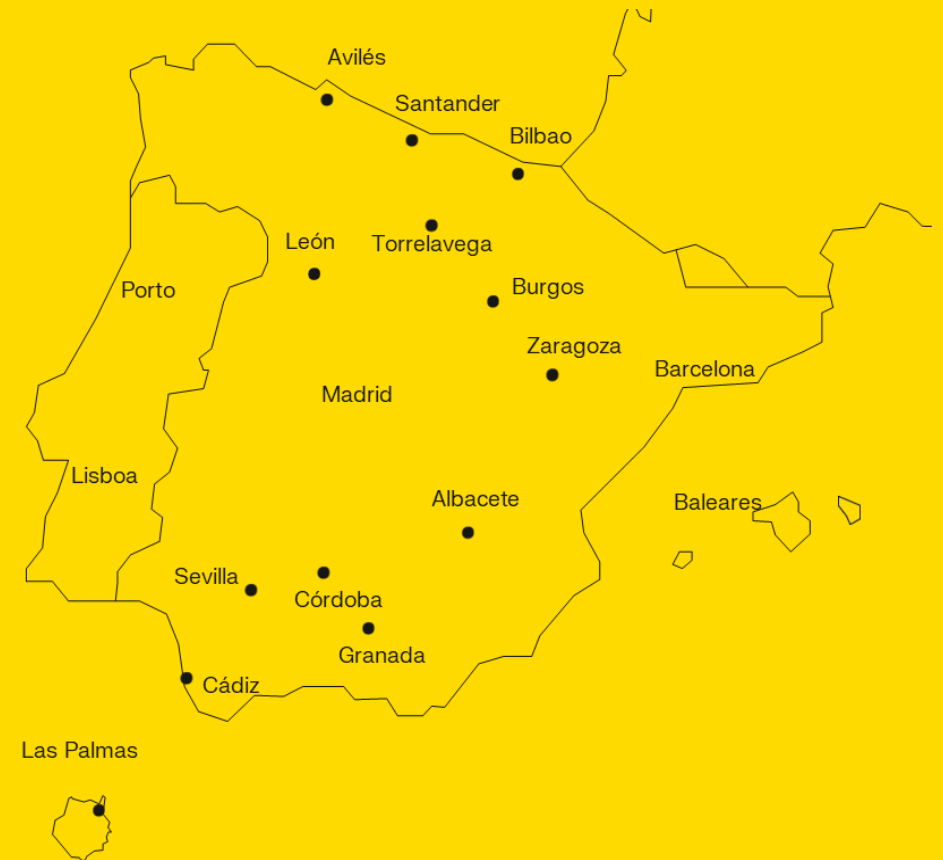 Avilés
Santander
Bilbao
León
Torrelavega
Porto
Burgos
Zaragoza
Barcelona
Madrid
Lisboa
Albacete
Baleares
Sevilla
Córdoba
Granada
Cádiz
Las Palmas